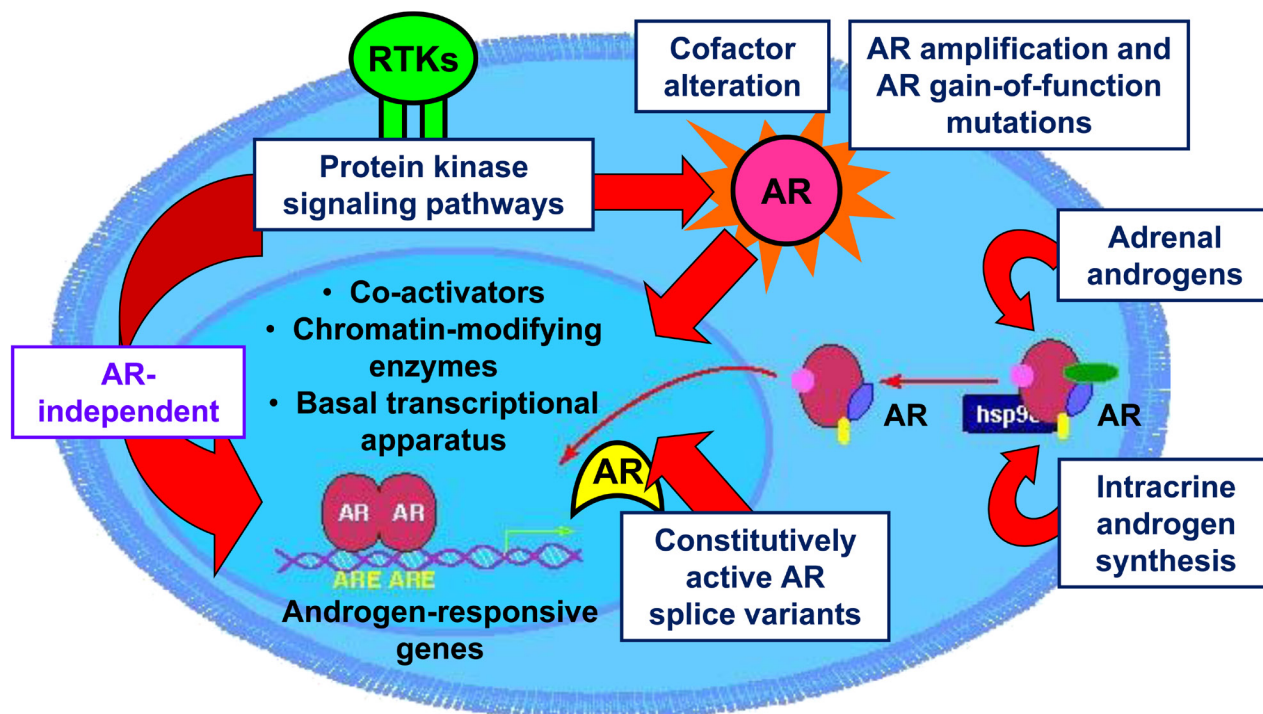 RTKs
Cofactor
alteration
AR amplification and
AR gain-of-function
mutations
Protein kinase
signaling pathways
AR
Adrenal
androgens
• Co-activators
• Chromatin-modifying
enzymes
• Basal transcriptional
apparatus
AR-
independent
AR
hsp90
AR
AR
AR AR
Intracrine
androgen
synthesis
Constitutively
active AR
splice variants
ARE ARE
Androgen-responsive
genes